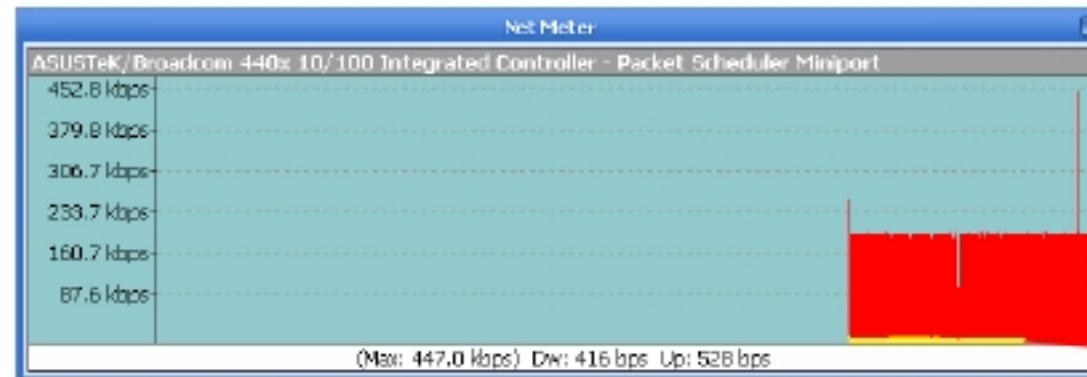 Net Meter
ASUSTeK/Broadcom 440x 10/100 Integrated Controller - Packet Scheduler Miniport
452.8 kbps
379.8 kbps
306.7 kbps
233.7 kbps
160.7 kbps
87.6 kbps
(Max: 447.0 kbps) Dw: 416 bps Up: 528 bps